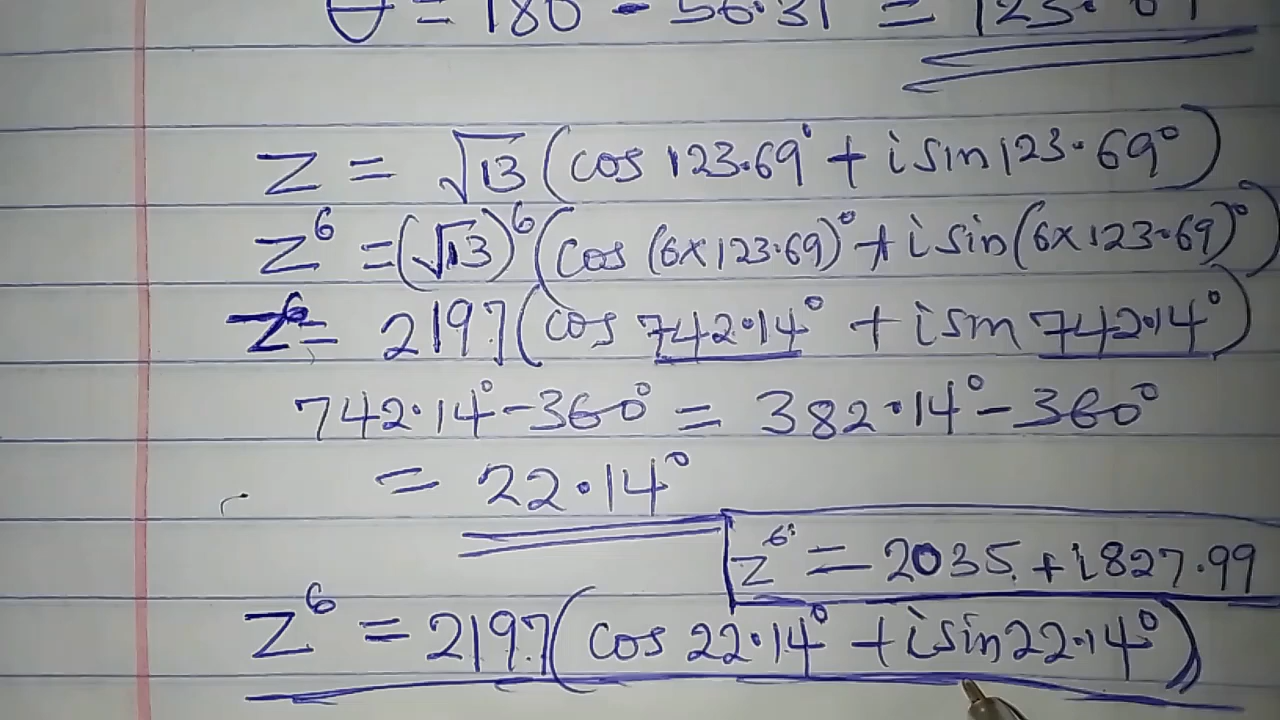 θ = 180 - 56.31 = 123.69
z = √13 (cos 123.69° + i sin 123.69°)
z⁶ = (√13)⁶ (cos (6×123.69)° + i sin (6×123.69)°)
z⁶ = 2197 (cos 742.14° + i sin 742.14°)
742.14° - 360° = 382.14° - 360°
= 22.14°
z⁶ = 2035 + i827.99
z⁶ = 2197 (cos 22.14° + i sin 22.14°)